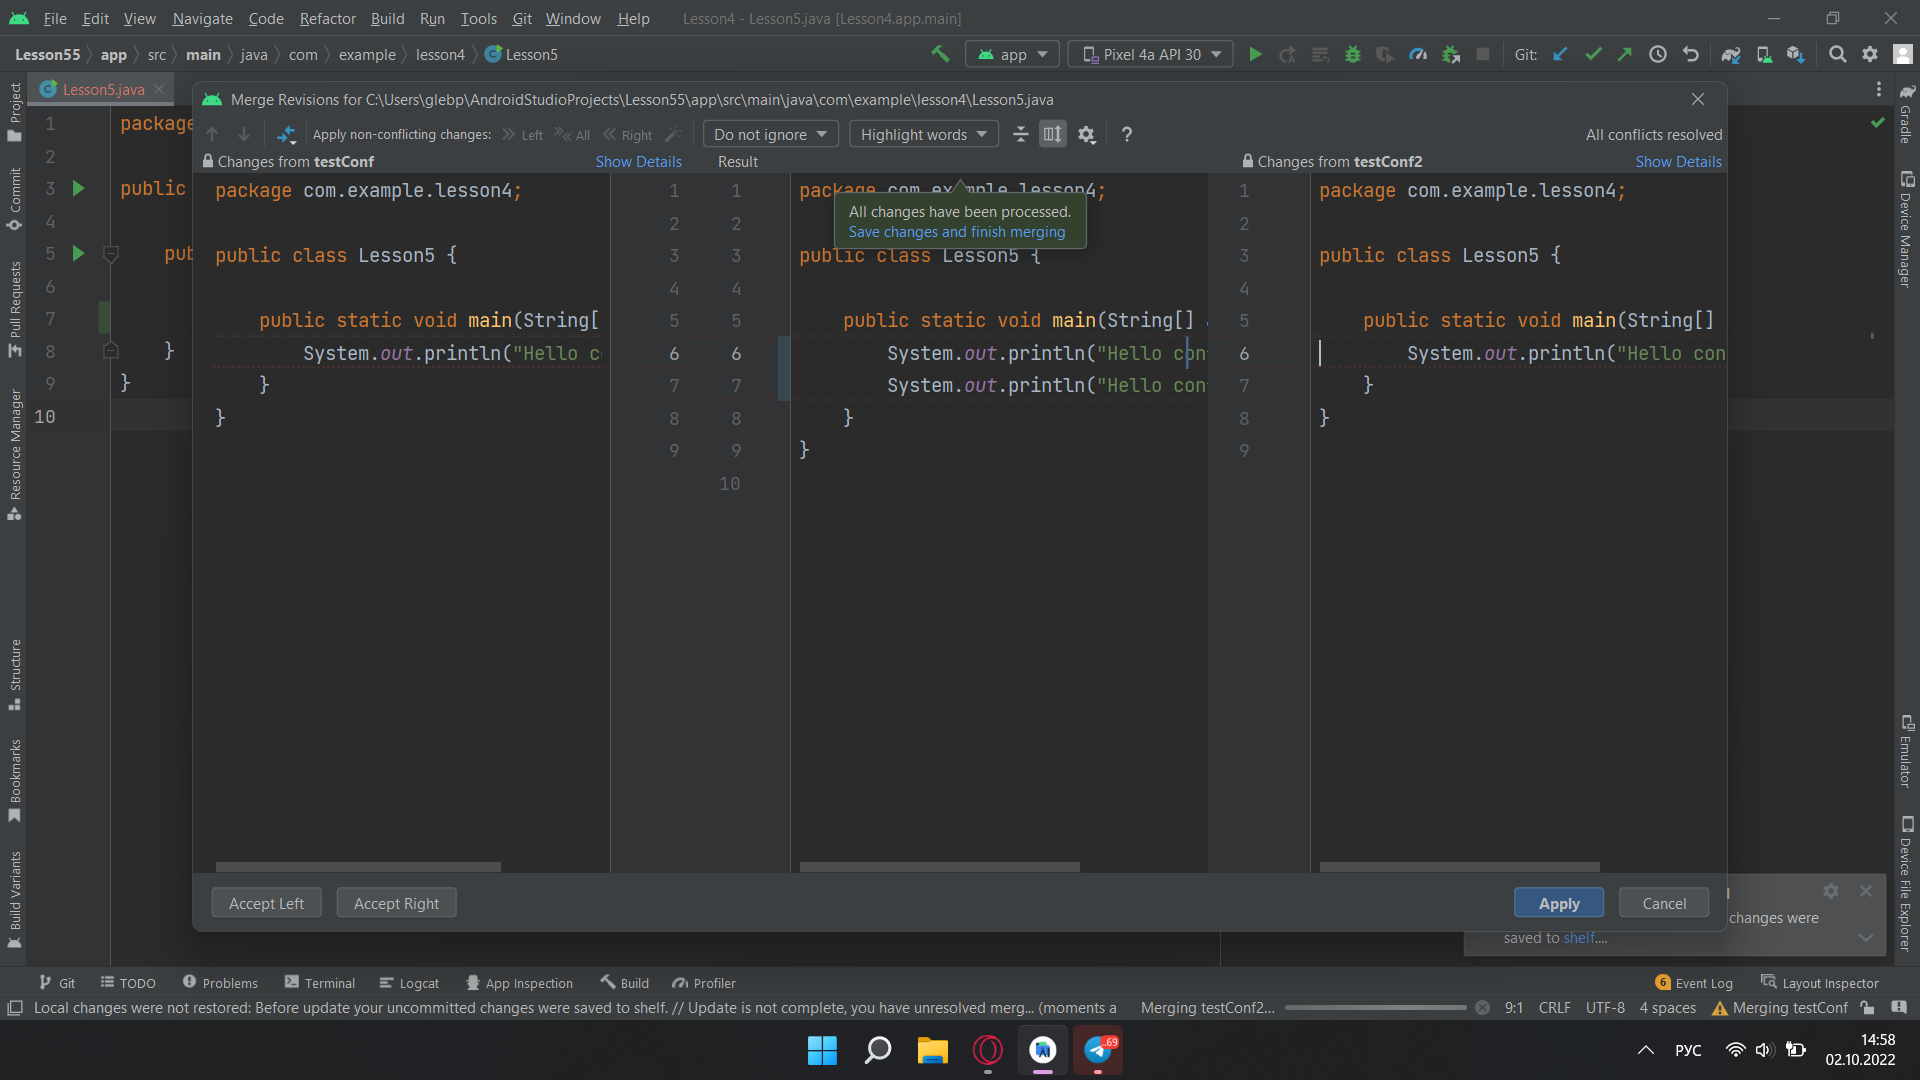 File Edit View Navigate Code Refactor Build Run Tools Git Window Help Lesson4 - Lesson5.java [Lesson4.app.main]
Lesson55 app src main java com example lesson4 Lesson5 app Pixel 4a API 30 Git:
Lesson5.java
Merge Revisions for C:\Users\glebp\AndroidStudioProjects\Lesson55\app\src\main\java\com\example\lesson4\Lesson5.java
Apply non-conflicting changes: Left All Right Do not ignore Highlight words ? All conflicts resolved
Changes from testConf Show Details Result Changes from testConf2 Show Details
Project
Commit
Pull Requests
Resource Manager
Structure
Bookmarks
Build Variants
1 package
2
3 public
4
5 pub
6
7
8 }
9 }
10
package com.example.lesson4; 1
2
public class Lesson5 { 3
4
public static void main(String[ 5
System.out.println("Hello c 6
} 7
} 8
9
1 package com.example.lesson4;
2
3 public class Lesson5 {
4
5 public static void main(String[]
6 System.out.println("Hello con
7 System.out.println("Hello con
8 }
9 }
10
All changes have been processed.
Save changes and finish merging
1 package com.example.lesson4;
2
3 public class Lesson5 {
4
5 public static void main(String[]
6 System.out.println("Hello con
7 }
8 }
9
Gradle
Device Manager
Emulator
Device File Explorer
Accept Left Accept Right Apply Cancel
changes were
saved to shelf....
Git TODO Problems Terminal Logcat App Inspection Build Profiler 6 Event Log Layout Inspector
Local changes were not restored: Before update your uncommitted changes were saved to shelf. // Update is not complete, you have unresolved merg... (moments a Merging testConf2... 9:1 CRLF UTF-8 4 spaces Merging testConf
..69
РУС
14:58
02.10.2022